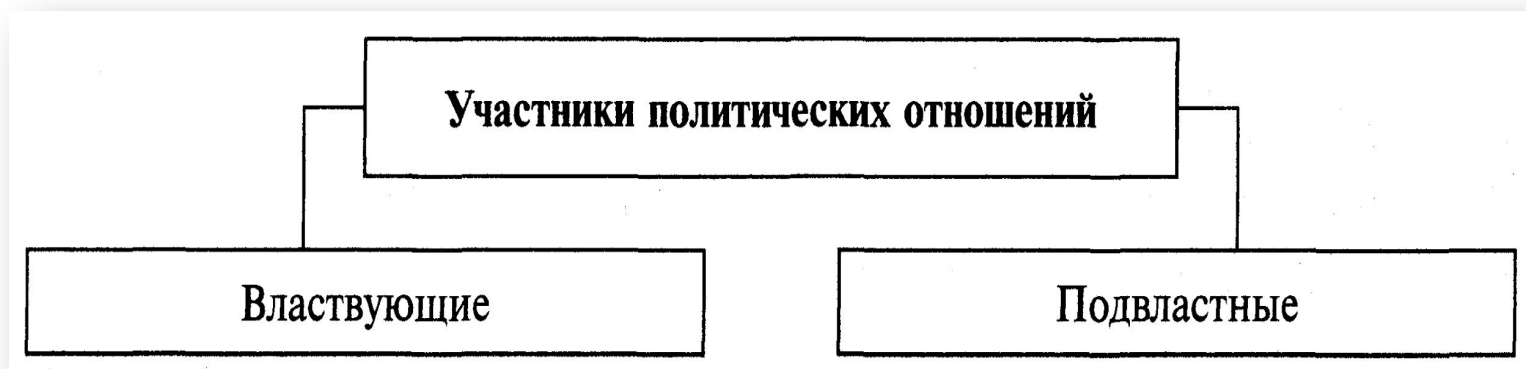 Участники политических отношений
Властвующие
Подвластные